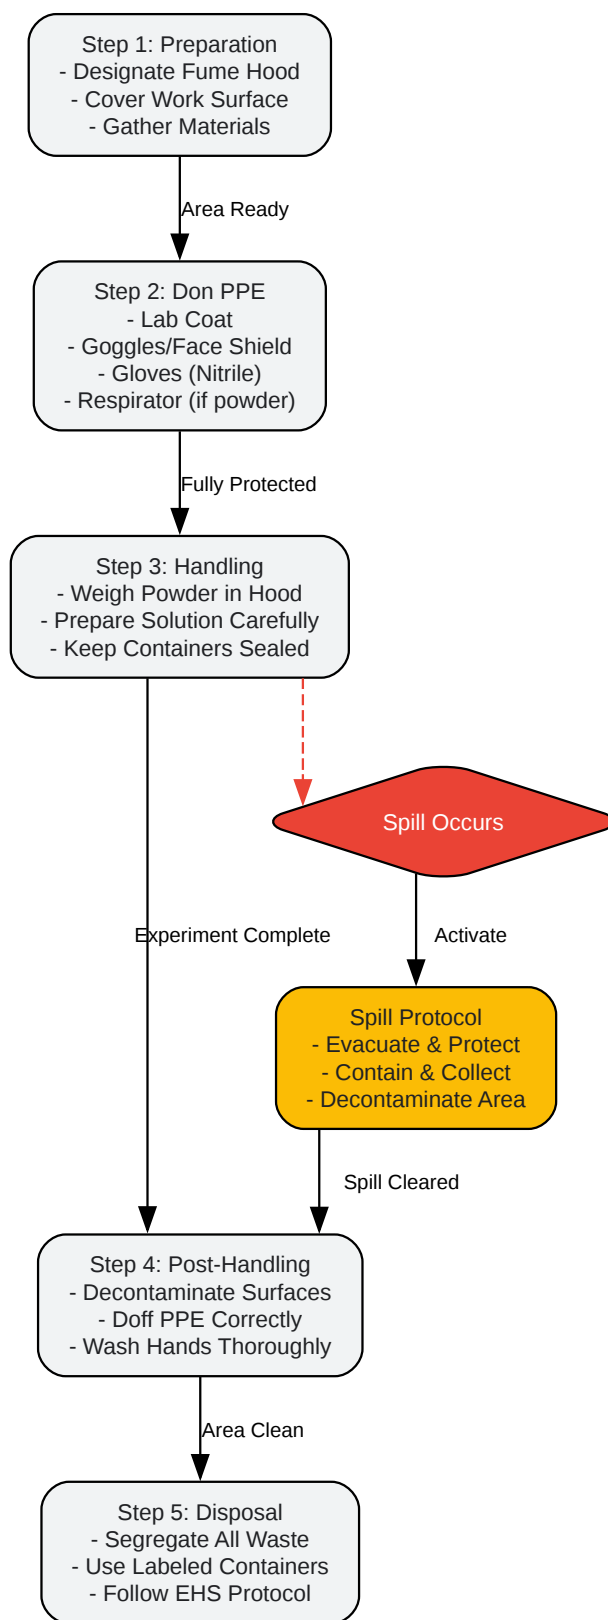 Step 1: Preparation
- Designate Fume Hood
- Cover Work Surface
- Gather Materials
Area Ready
Step 2: Don PPE
- Lab Coat
- Goggles/Face Shield
- Gloves (Nitrile)
- Respirator (if powder)
Fully Protected
Step 3: Handling
- Weigh Powder in Hood
- Prepare Solution Carefully
- Keep Containers Sealed
Spill Occurs
Experiment Complete
Activate
Spill Protocol
- Evacuate & Protect
- Contain & Collect
- Decontaminate Area
Spill Cleared
Step 4: Post-Handling
- Decontaminate Surfaces
- Doff PPE Correctly
- Wash Hands Thoroughly
Area Clean
Step 5: Disposal
- Segregate All Waste
- Use Labeled Containers
- Follow EHS Protocol